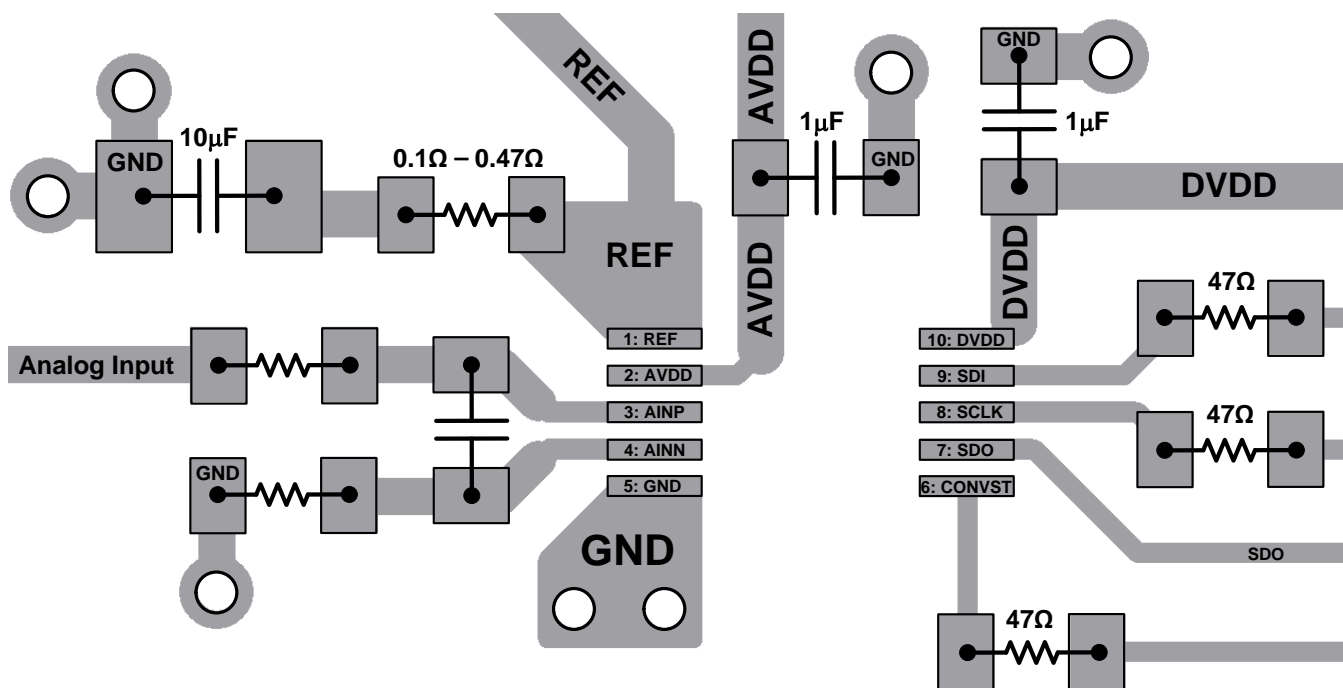 REF
AVDD
GND
1μF
1μF
GND
10μF
0.1Ω – 0.47Ω
GND
DVDD
REF
AVDD
DVDD
47Ω
1: REF
10: DVDD
Analog Input
2: AVDD
9: SDI
3: AINP
8: SCLK
47Ω
4: AINN
7: SDO
GND
5: GND
6: CONVST
GND
SDO
47Ω